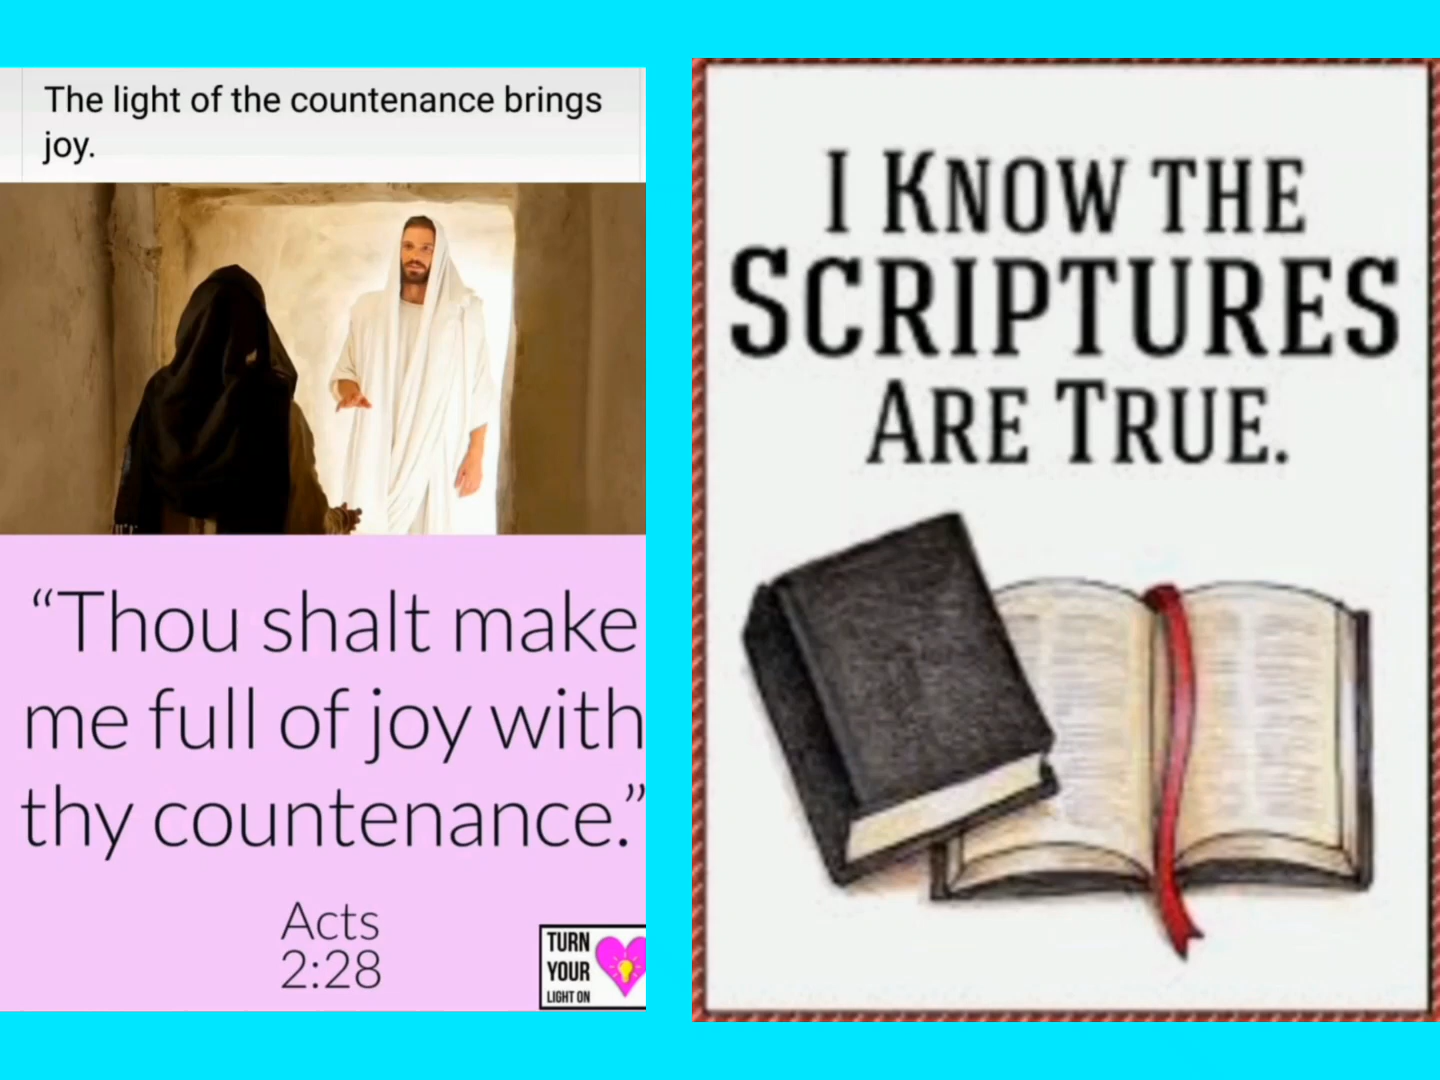 The light of the countenance brings
joy.
“Thou shalt make
me full of joy with
thy countenance.”
Acts
2:28
TURN
YOUR
LIGHT ON
I KNOW THE
SCRIPTURES
ARE TRUE.